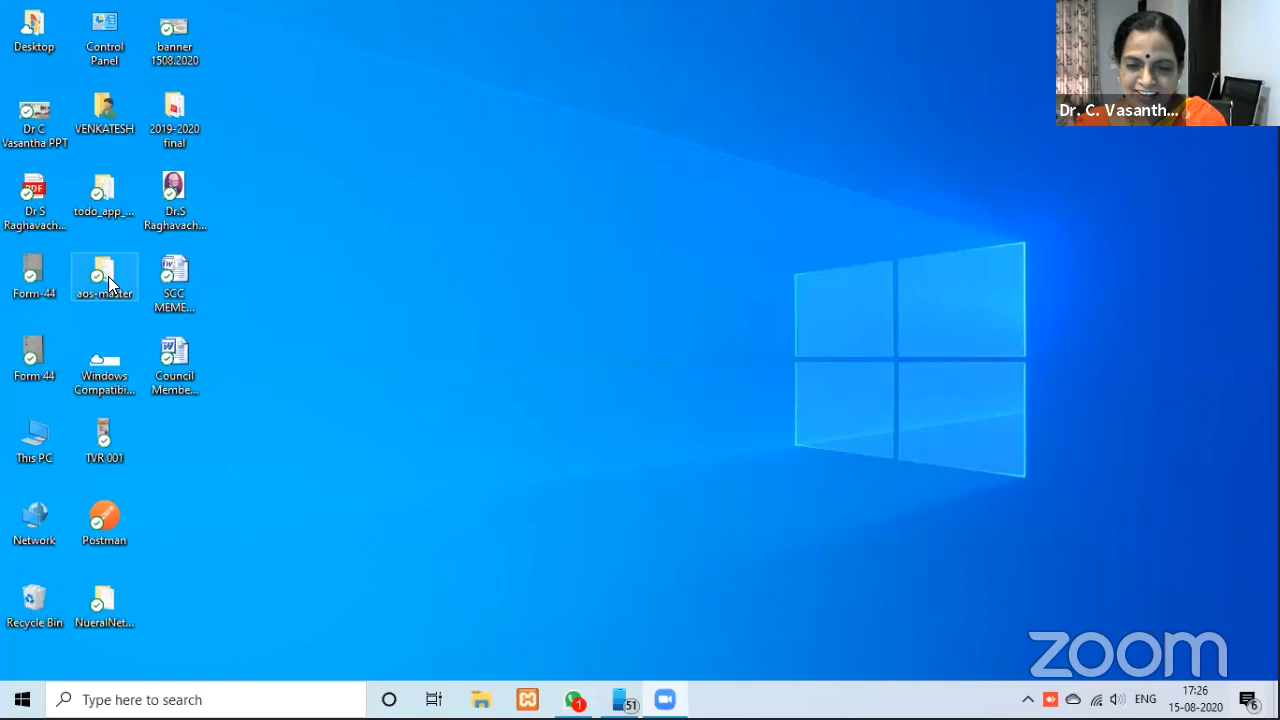 Desktop
Control
Panel
banner
1508.2020
Dr C
Vasantha PPT
VENKATESH
2019-2020
final
PDF
Dr S
Raghavach...
todo_app_...
Dr.S
Raghavach...
Form-44
aos-master
SCC
MEME...
Form 44
Windows
Compatibi...
Council
Membe...
This PC
TVR 001
Network
Postman
Recycle Bin
NueralNet...
Dr. C. Vasanth...
zoom
Type here to search
1
51
ENG
17:26
15-08-2020
6